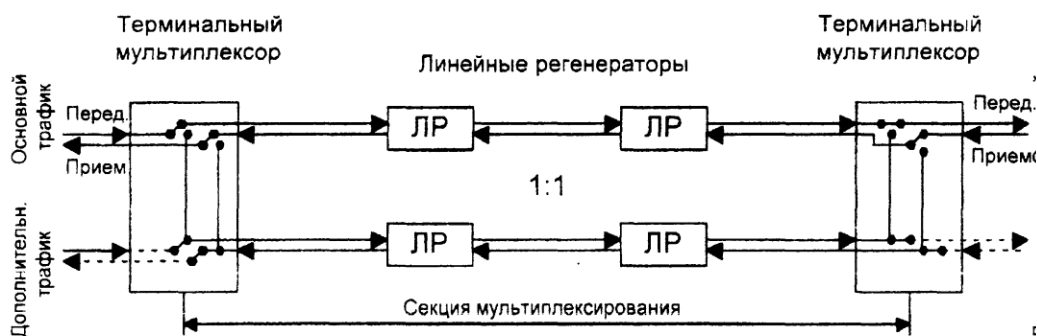 Терминальный
мультиплексор
Терминальный
мультиплексор
Линейные регенераторы
Основной
трафик
Перед.
Прием
ЛР
ЛР
Перед.
Приемо
1:1
Дополнительн.
трафик
ЛР
ЛР
Секция мультиплексирования